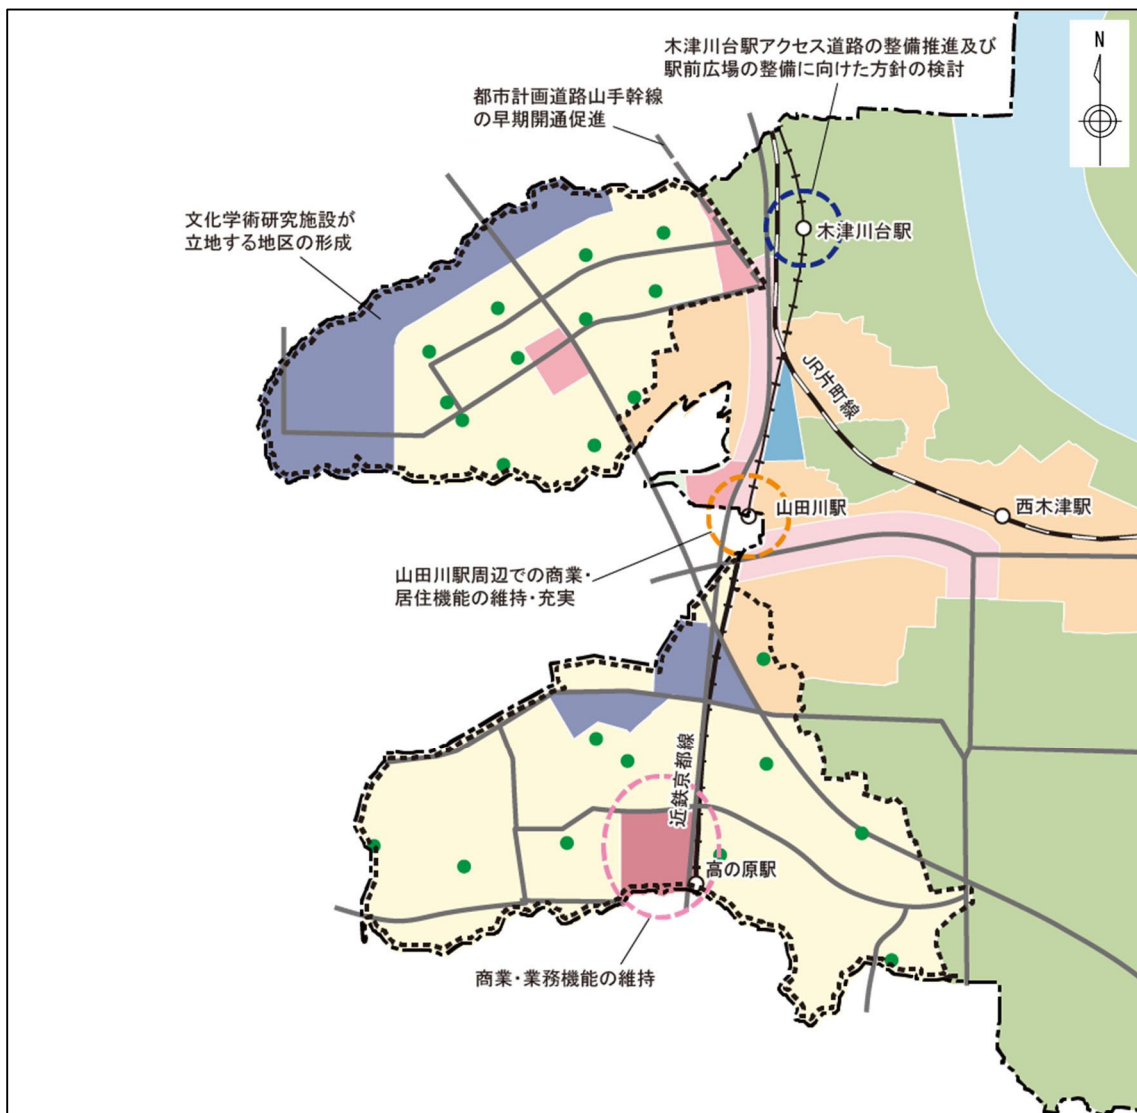 木津川台駅アクセス道路の整備推進及び
駅前広場の整備に向けた方針の検討
N
都市計画道路山手幹線
の早期開通促進
文化学術研究施設が
立地する地区の形成
木津川台駅
JR片町線
山田川駅
西木津駅
山田川駅周辺での商業・
居住機能の維持・充実
近鉄京都線
高の原駅
商業・業務機能の維持